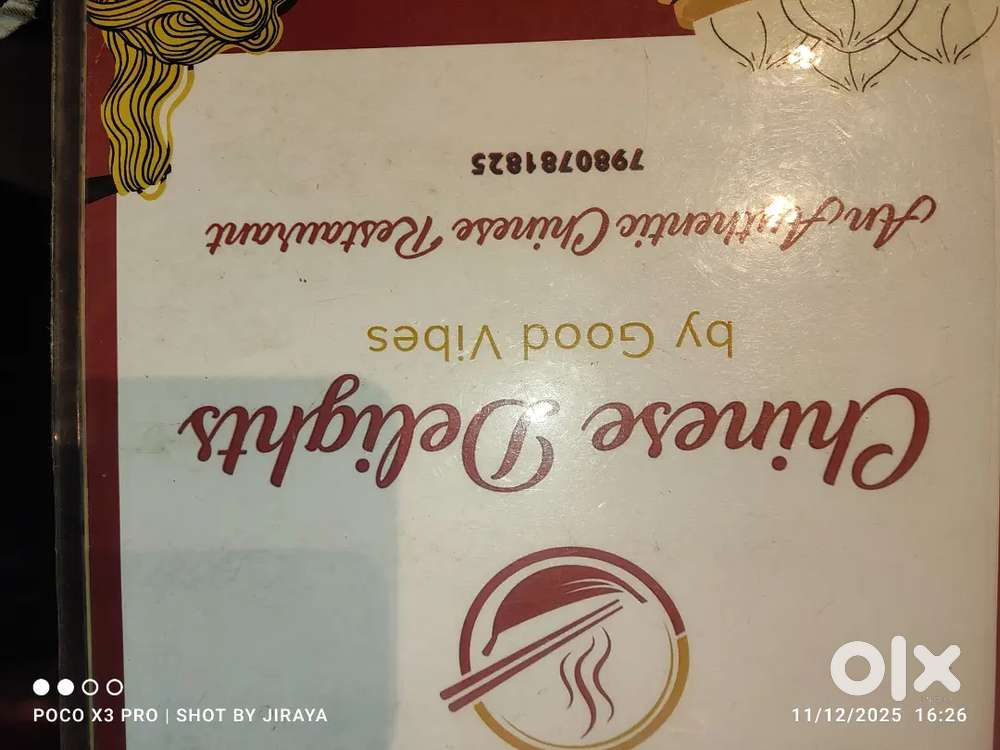 Chinese Delights
by Good Vibes
An Authentic Chinese Restaurant
7980781825
olx
POCO X3 PRO | SHOT BY JIRAYA
11/12/2025 16:26